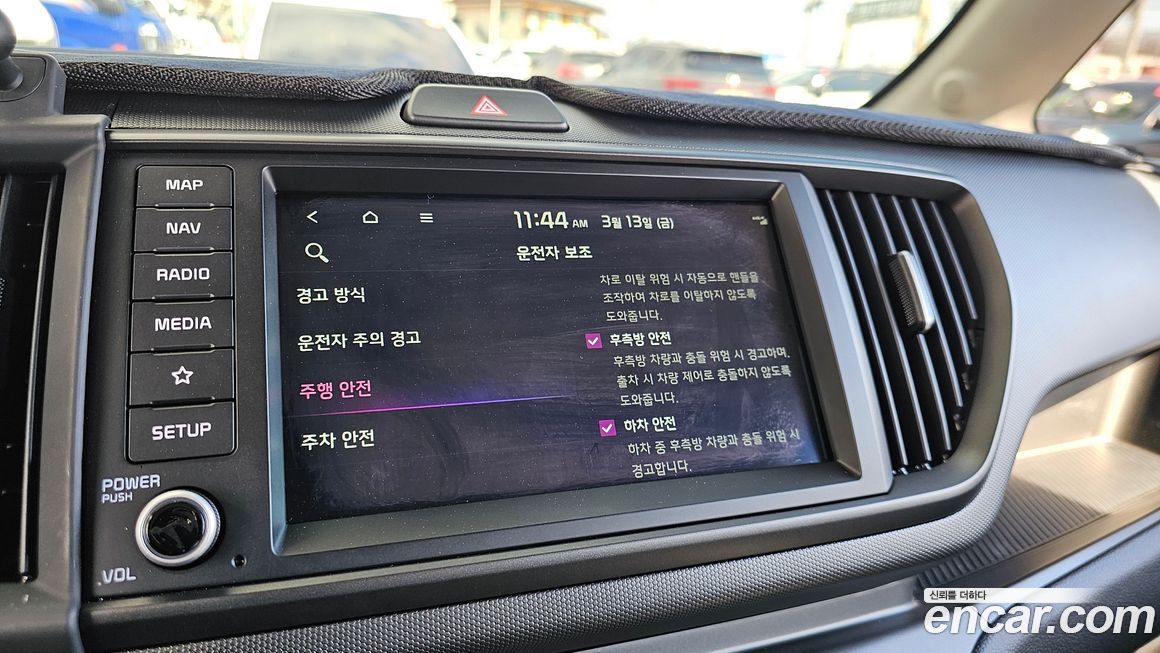 MAP
NAV
RADIO
MEDIA
SETUP
POWER
PUSH
VOL
11:44 AM 3월 13일 (금)
운전자 보조
경고 방식
운전자 주의 경고
주행 안전
주차 안전
차로 이탈 위험 시 자동으로 핸들을
조작하여 차로를 이탈하지 않도록
도와줍니다.
후측방 안전
후측방 차량과 충돌 위험 시 경고하며,
출차 시 차량 제어로 충돌하지 않도록
도와줍니다.
하차 안전
하차 중 후측방 차량과 충돌 위험 시
경고합니다.
신뢰를 더하다
encar.com